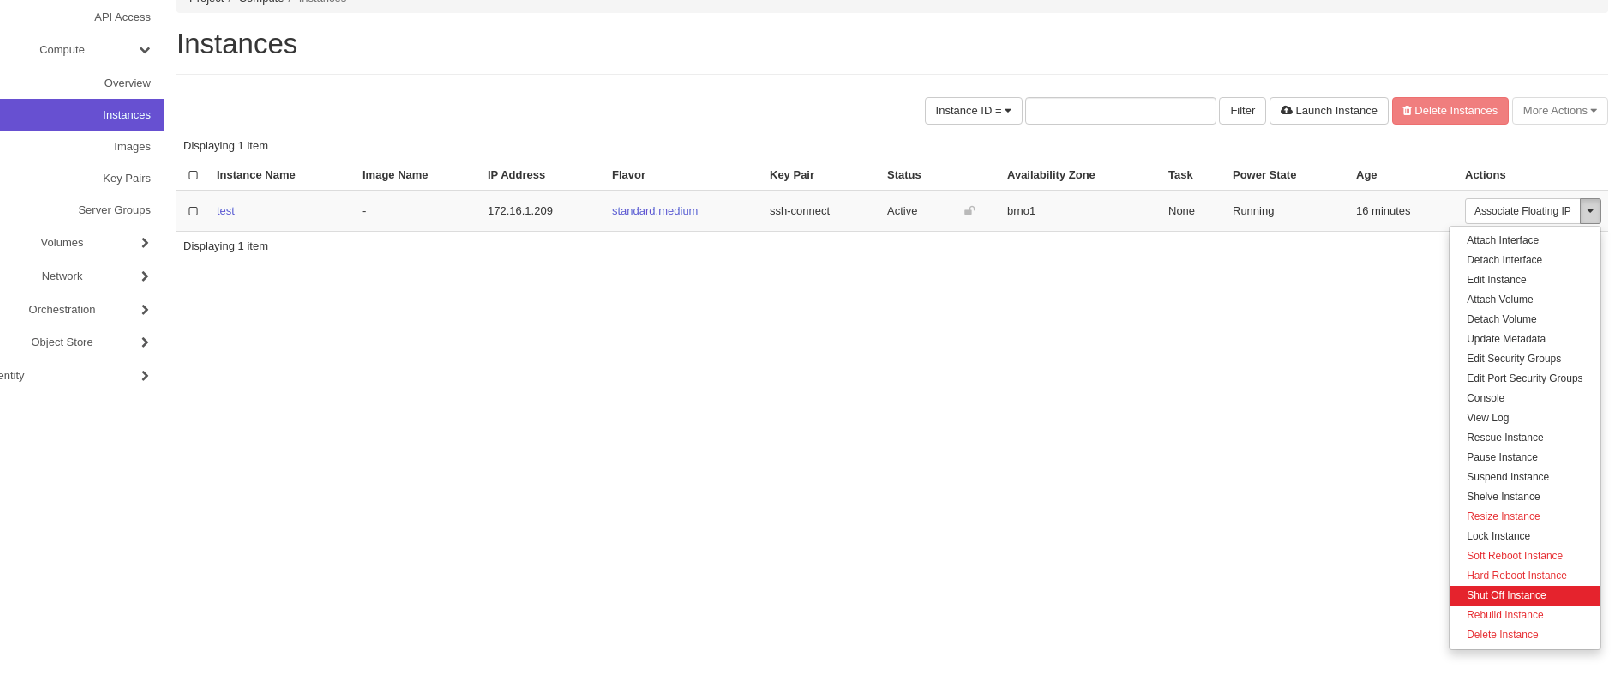 API Access
Project / Compute / Instances
Instances
Compute
Overview
Instances
Images
Key Pairs
Server Groups
Volumes
Network
Orchestration
Object Store
entity
Instance ID = Filter Launch Instance Delete Instances More Actions
Displaying 1 item
Instance Name Image Name IP Address Flavor Key Pair Status Availability Zone Task Power State Age Actions
test - 172.16.1.209 standard.medium ssh-connect Active brno1 None Running 16 minutes Associate Floating IP
Displaying 1 item
Attach Interface
Detach Interface
Edit Instance
Attach Volume
Detach Volume
Update Metadata
Edit Security Groups
Edit Port Security Groups
Console
View Log
Rescue Instance
Pause Instance
Suspend Instance
Shelve Instance
Resize Instance
Lock Instance
Soft Reboot Instance
Hard Reboot Instance
Shut Off Instance
Rebuild Instance
Delete Instance